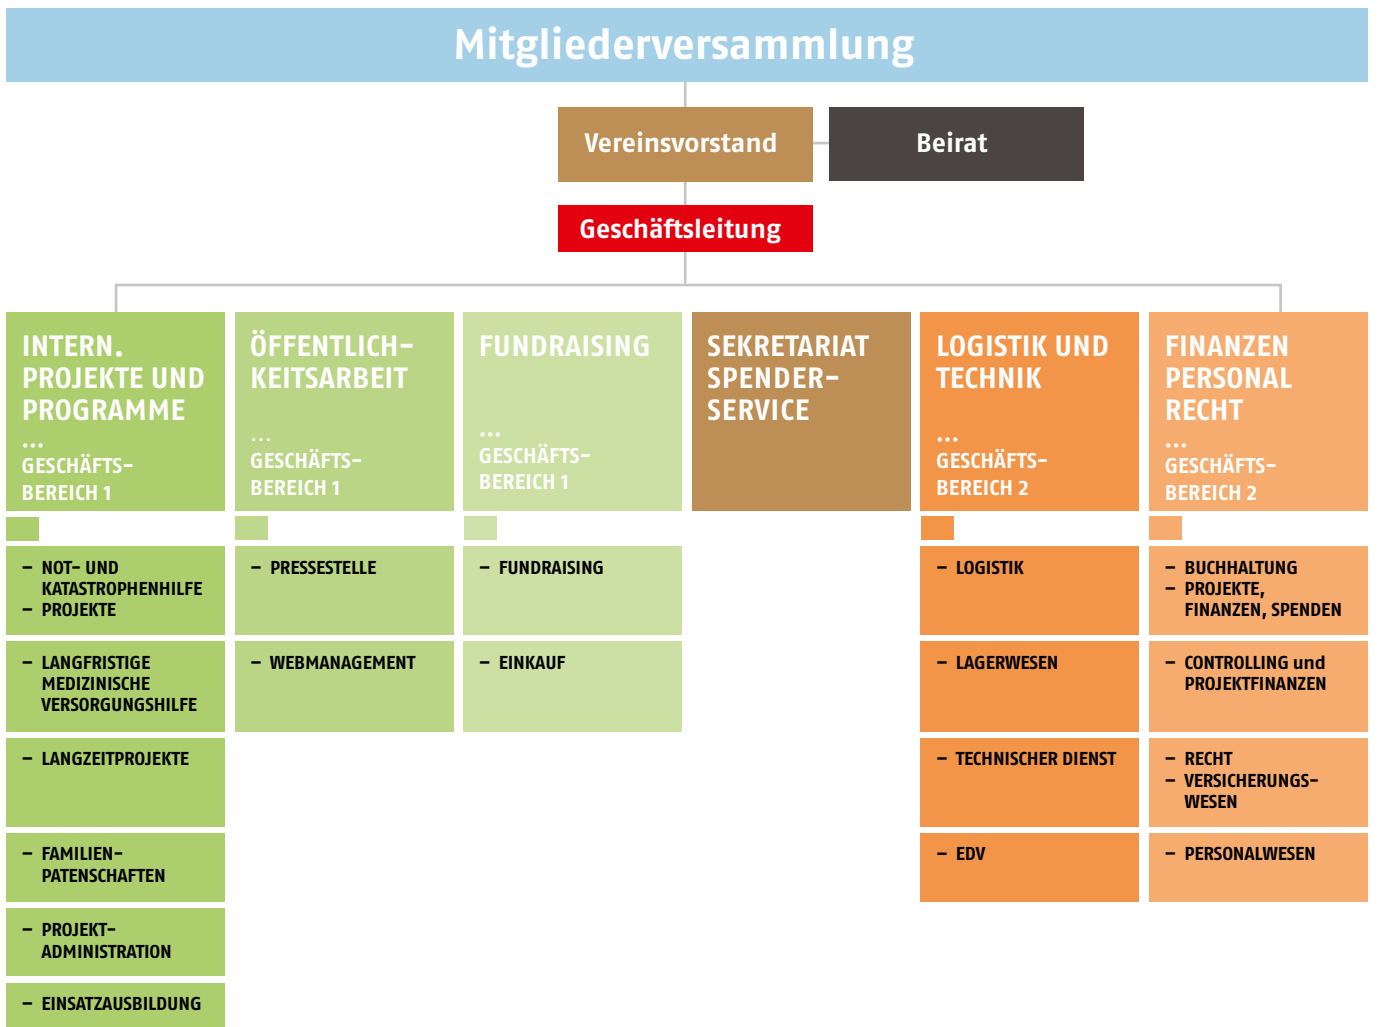 Mitgliederversammlung
Vereinsvorstand
Beirat
Geschäftsleitung
INTERN.
PROJEKTE UND
PROGRAMME
...
GESCHÄFTS-
BEREICH 1
ÖFFENTLICH-
KEITSARBEIT
...
GESCHÄFTS-
BEREICH 1
FUNDRAISING
...
GESCHÄFTS-
BEREICH 1
SEKRETARIAT
SPENDER-
SERVICE
LOGISTIK UND
TECHNIK
...
GESCHÄFTS-
BEREICH 2
FINANZEN
PERSONAL
RECHT
...
GESCHÄFTS-
BEREICH 2
– NOT- UND
KATASTROPHENHILFE
– PROJEKTE
– LANGFRISTIGE
MEDIZINISCHE
VERSORGUNGSHILFE
– LANGZEITPROJEKTE
– FAMILIEN-
PATENSCHAFTEN
– PROJEKT-
ADMINISTRATION
– EINSATZAUSBILDUNG
– PRESSESTELLE
– WEBMANAGEMENT
– FUNDRAISING
– EINKAUF
– LOGISTIK
– LAGERWESEN
– TECHNISCHER DIENST
– EDV
– BUCHHALTUNG
– PROJEKTE,
FINANZEN, SPENDEN
– CONTROLLING und
PROJEKTFINANZEN
– RECHT
– VERSICHERUNGS-
WESEN
– PERSONALWESEN